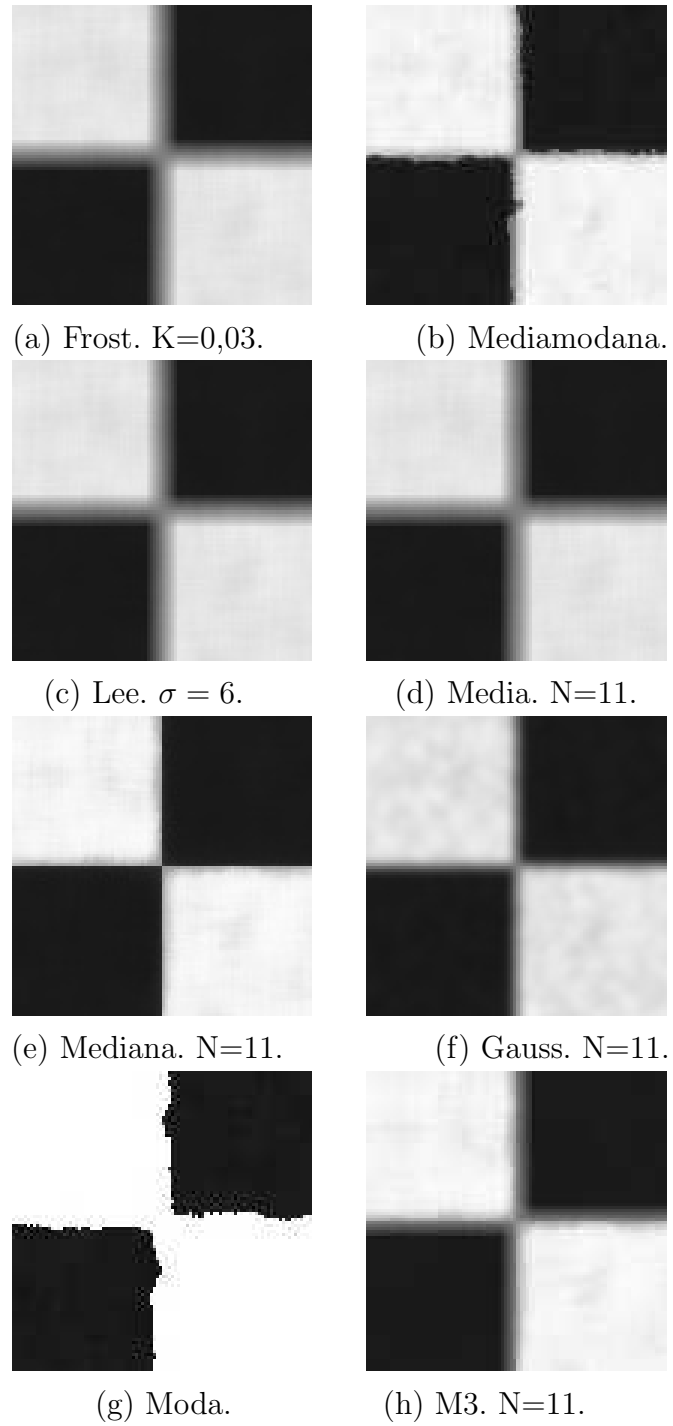 (a) Frost. K=0,03.
(b) Mediamodana.
(c) Lee. σ = 6.
(d) Media. N=11.
(e) Mediana. N=11.
(f) Gauss. N=11.
(g) Moda.
(h) M3. N=11.